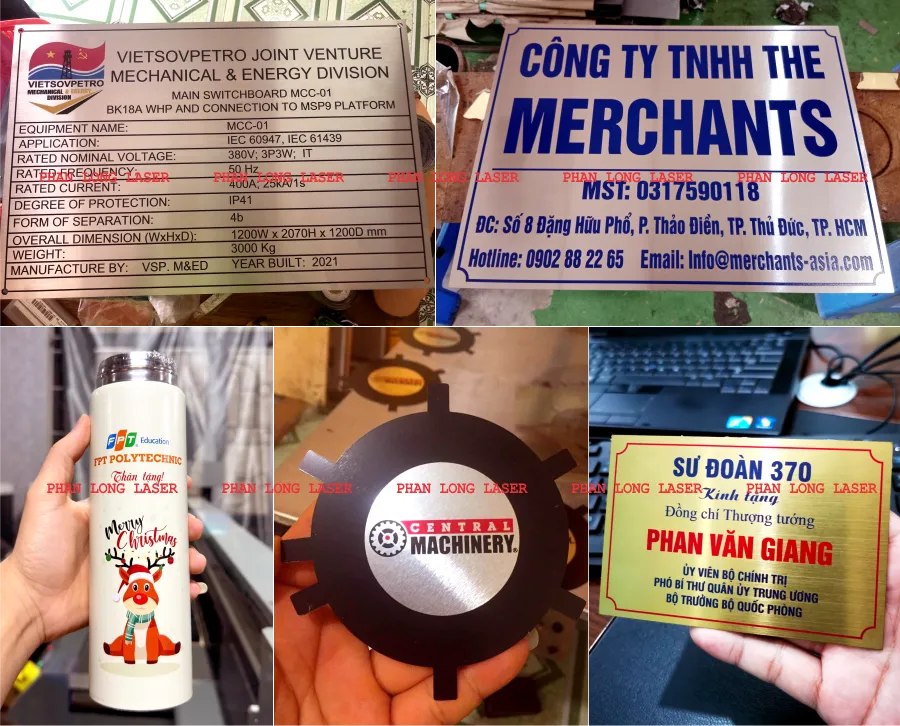 VIETSOVPETRO JOINT VENTURE
MECHANICAL & ENERGY DIVISION
VIETSOVPETRO
MECHANICAL & ENERGY
DIVISION
MAIN SWITCHBOARD MCC-01
BK18A WHP AND CONNECTION TO MSP9 PLATFORM
EQUIPMENT NAME: MCC-01
APPLICATION: IEC 60947, IEC 61439
RATED NOMINAL VOLTAGE: 380V; 3P3W; IT
RATED FREQUENCY: 50 Hz
RATED CURRENT: 400A; 25KA/1s
DEGREE OF PROTECTION: IP41
FORM OF SEPARATION: 4b
OVERALL DIMENSION (WxHxD): 1200W x 2070H x 1200D mm
WEIGHT: 3000 Kg
MANUFACTURE BY: VSP. M&ED YEAR BUILT: 2021
CÔNG TY TNHH THE
MERCHANTS
MST: 0317590118
ĐC: Số 8 Đặng Hữu Phổ, P. Thảo Điền, TP. Thủ Đức, TP. HCM
Hotline: 0902 88 22 65 Email: Info@merchants-asia.com
PHAN LONG LASER PHAN LONG LASER PHAN LONG LASER PHAN LONG LASER PHAN LONG LASER
FPT Education
FPT POLYTECHNIC
Thân tặng!
Merry
Christmas
CENTRAL
MACHINERY®
SƯ ĐOÀN 370
Kính tặng
Đồng chí Thượng tướng
PHAN VĂN GIANG
ỦY VIÊN BỘ CHÍNH TRỊ
PHÓ BÍ THƯ QUÂN ỦY TRUNG ƯƠNG
BỘ TRƯỞNG BỘ QUỐC PHÒNG
PHAN LONG LASER PHAN LONG LASER PHAN LONG LASER PHAN LONG LASER PHAN LONG LASER